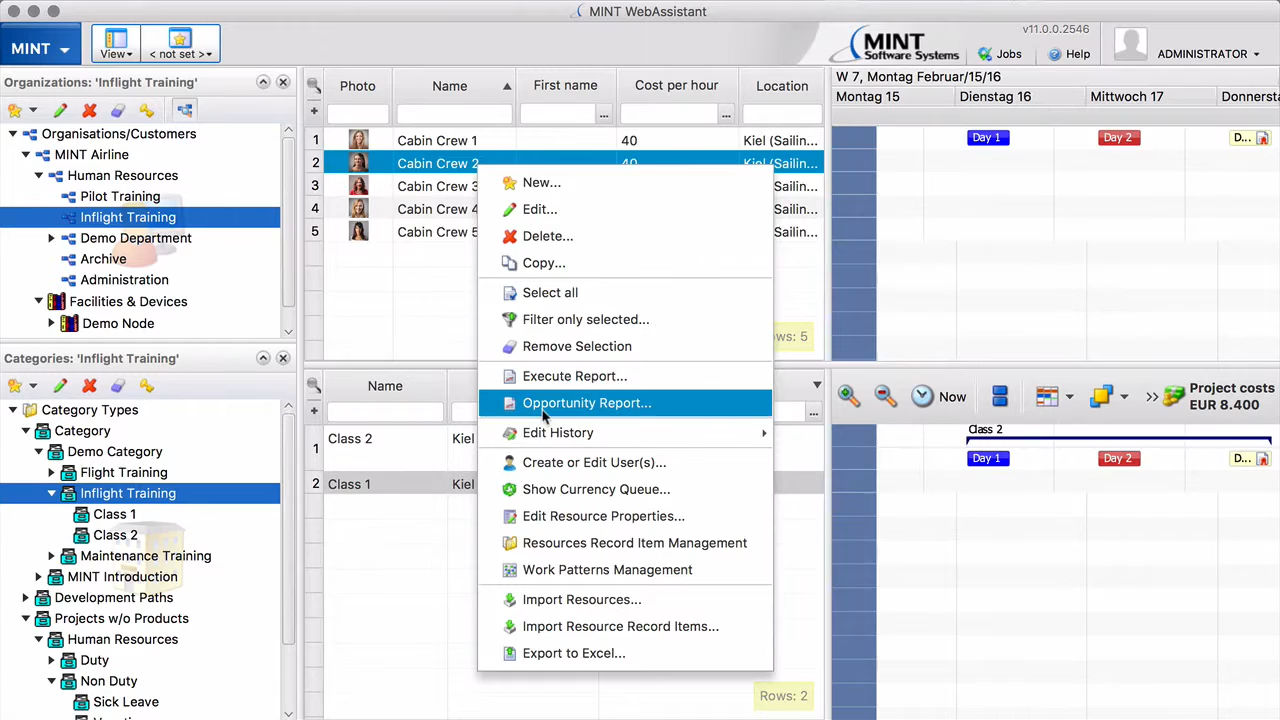 MINT WebAssistant
MINT
View
< not set >
MINT
Software Systems
v11.0.0.2546
Jobs
Help
ADMINISTRATOR
Organizations: 'Inflight Training'
Organisations/Customers
MINT Airline
Human Resources
Pilot Training
Inflight Training
Demo Department
Archive
Administration
Facilities & Devices
Demo Node
Categories: 'Inflight Training'
Category Types
Category
Demo Category
Flight Training
Inflight Training
Class 1
Class 2
Maintenance Training
MINT Introduction
Development Paths
Projects w/o Products
Human Resources
Duty
Non Duty
Sick Leave
Photo Name First name Cost per hour Location
1 Cabin Crew 1 40 Kiel (Sailin...
2 Cabin Crew 2 40 Kiel (Sailin...
3 Cabin Crew 3
4 Cabin Crew 4
5 Cabin Crew 5
New...
Edit...
Delete...
Copy...
Select all
Filter only selected...
Remove Selection
Execute Report...
Opportunity Report...
Edit History
Create or Edit User(s)...
Show Currency Queue...
Edit Resource Properties...
Resources Record Item Management
Work Patterns Management
Import Resources...
Import Resource Record Items...
Export to Excel...
Name
1 Class 2 Kiel
2 Class 1 Kiel
Rows: 2
W 7, Montag Februar/15/16
Montag 15 Dienstag 16 Mittwoch 17
Day 1 Day 2 D...
Now
>>
Project costs
EUR 8.400
Class 2
Day 1 Day 2 D...